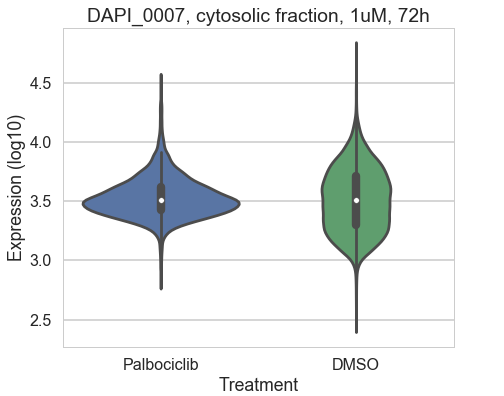 DAPI_0007, cytosolic fraction, 1uM, 72h
Expression (log10)
4.5
4.0
3.5
3.0
2.5
Palbociclib DMSO
Treatment